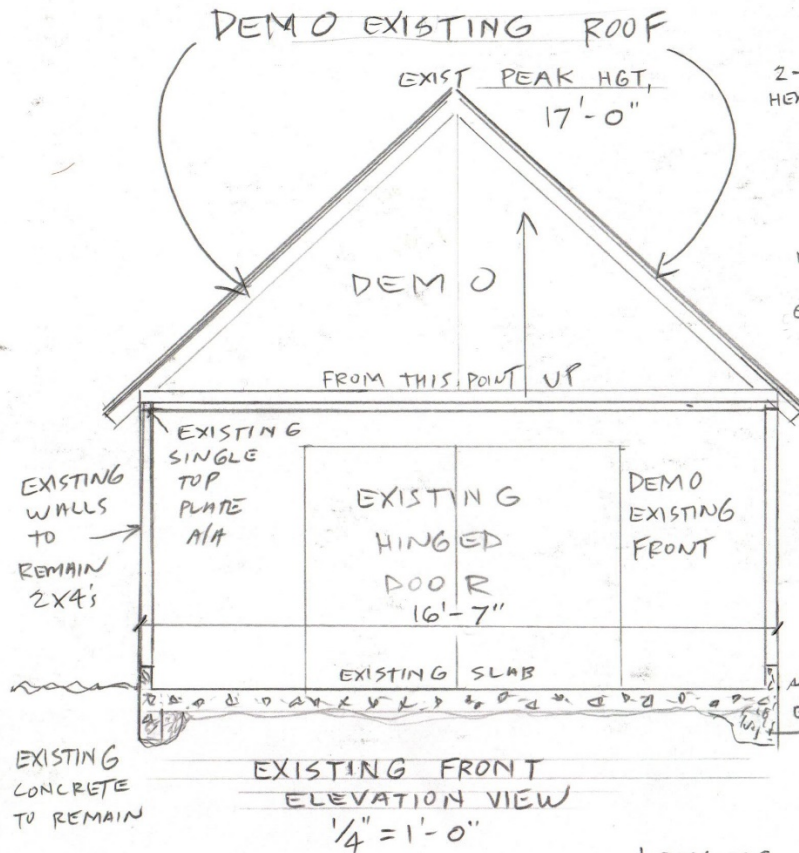 DEMO EXISTING ROOF
EXIST PEAK HGT,
17'-0"
2-
HEX
DEMO
FROM THIS POINT UP
EXISTING
SINGLE
TOP
PLATE
A/A
EXISTING
WALLS
TO
REMAIN
2X4's
EXISTING
HINGED
DOOR
16'-7"
DEMO
EXISTING
FRONT
EXISTING SLAB
EXISTING
CONCRETE
TO REMAIN
EXISTING FRONT
ELEVATION VIEW
1/4" = 1'-0"